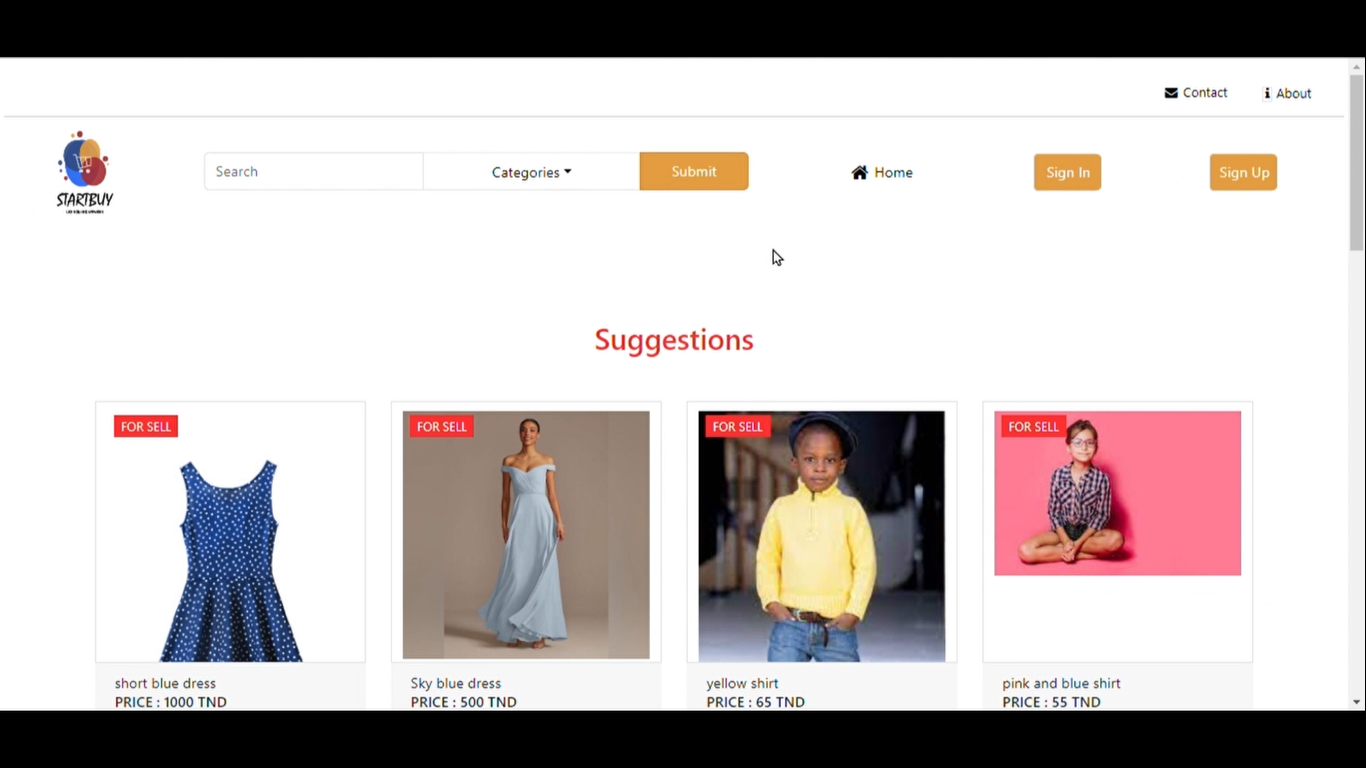 Contact
About
STARTBUY
Search
Categories
Submit
Home
Sign In
Sign Up
Suggestions
FOR SELL
FOR SELL
FOR SELL
FOR SELL
short blue dress
PRICE : 1000 TND
Sky blue dress
PRICE : 500 TND
yellow shirt
PRICE : 65 TND
pink and blue shirt
PRICE : 55 TND